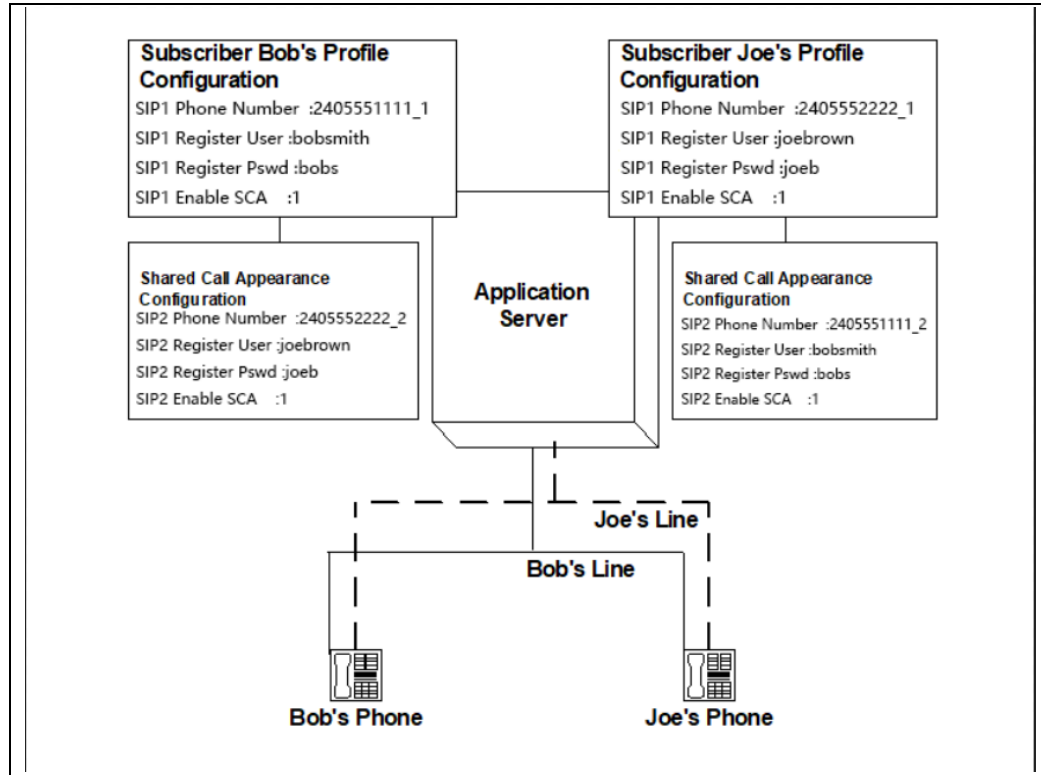 Subscriber Bob's Profile
Configuration
SIP1 Phone Number :2405551111_1
SIP1 Register User :bobsmith
SIP1 Register Pswd :bobs
SIP1 Enable SCA :1
Subscriber Joe's Profile
Configuration
SIP1 Phone Number :2405552222_1
SIP1 Register User :joebrown
SIP1 Register Pswd :joeb
SIP1 Enable SCA :1
Shared Call Appearance
Configuration
SIP2 Phone Number :2405552222_2
SIP2 Register User :joebrown
SIP2 Register Pswd :joeb
SIP2 Enable SCA :1
Application
Server
Shared Call Appearance
Configuration
SIP2 Phone Number :2405551111_2
SIP2 Register User :bobsmith
SIP2 Register Pswd :bobs
SIP2 Enable SCA :1
Joe's Line
Bob's Line
Bob's Phone
Joe's Phone